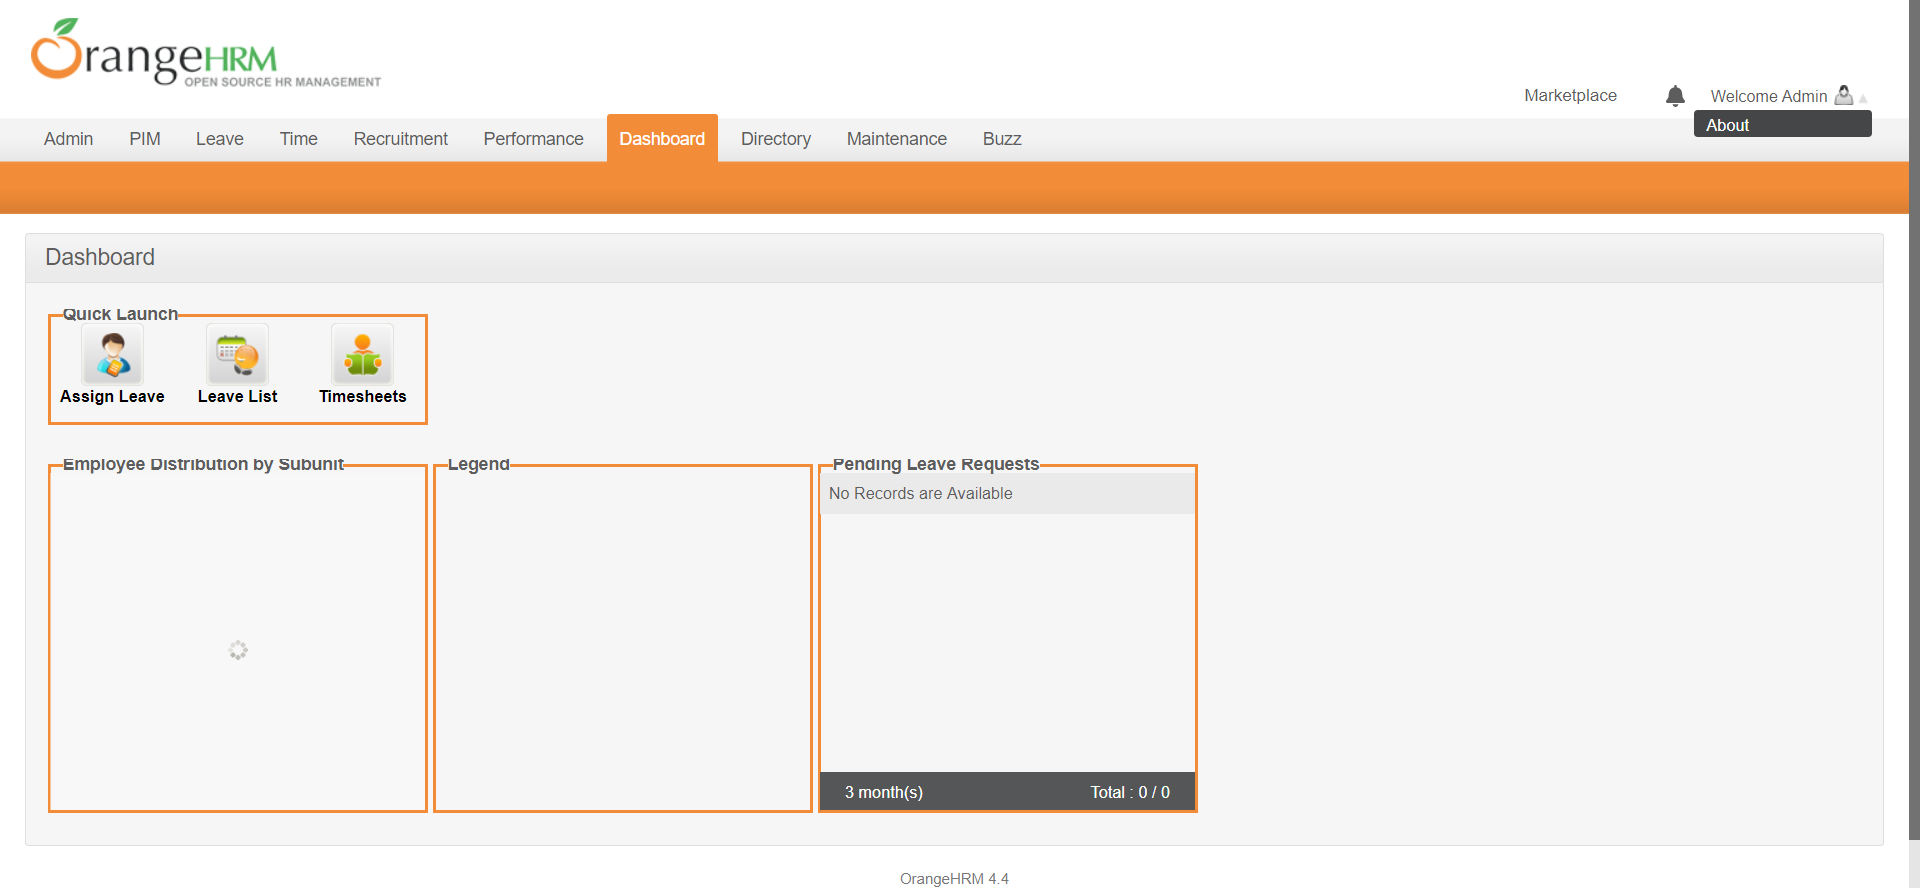 OrangeHRM
OPEN SOURCE HR MANAGEMENT
Marketplace
Welcome Admin
About
Admin PIM Leave Time Recruitment Performance Dashboard Directory Maintenance Buzz
Dashboard
Quick Launch
Assign Leave Leave List Timesheets
Employee Distribution by Subunit
Legend
Pending Leave Requests
No Records are Available
3 month(s) Total : 0 / 0
OrangeHRM 4.4